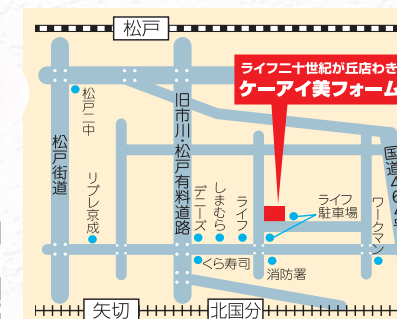 松戸
ライフ二十世紀が丘店わき
ケーアイ美フォーム
松戸二中
旧市川・松戸有料道路
松戸街道
国道464号
リブレ京成
デニーズ
しまむら
ライフ
ライフ
駐車場
ワークマン
くら寿司
消防署
矢切
北国分